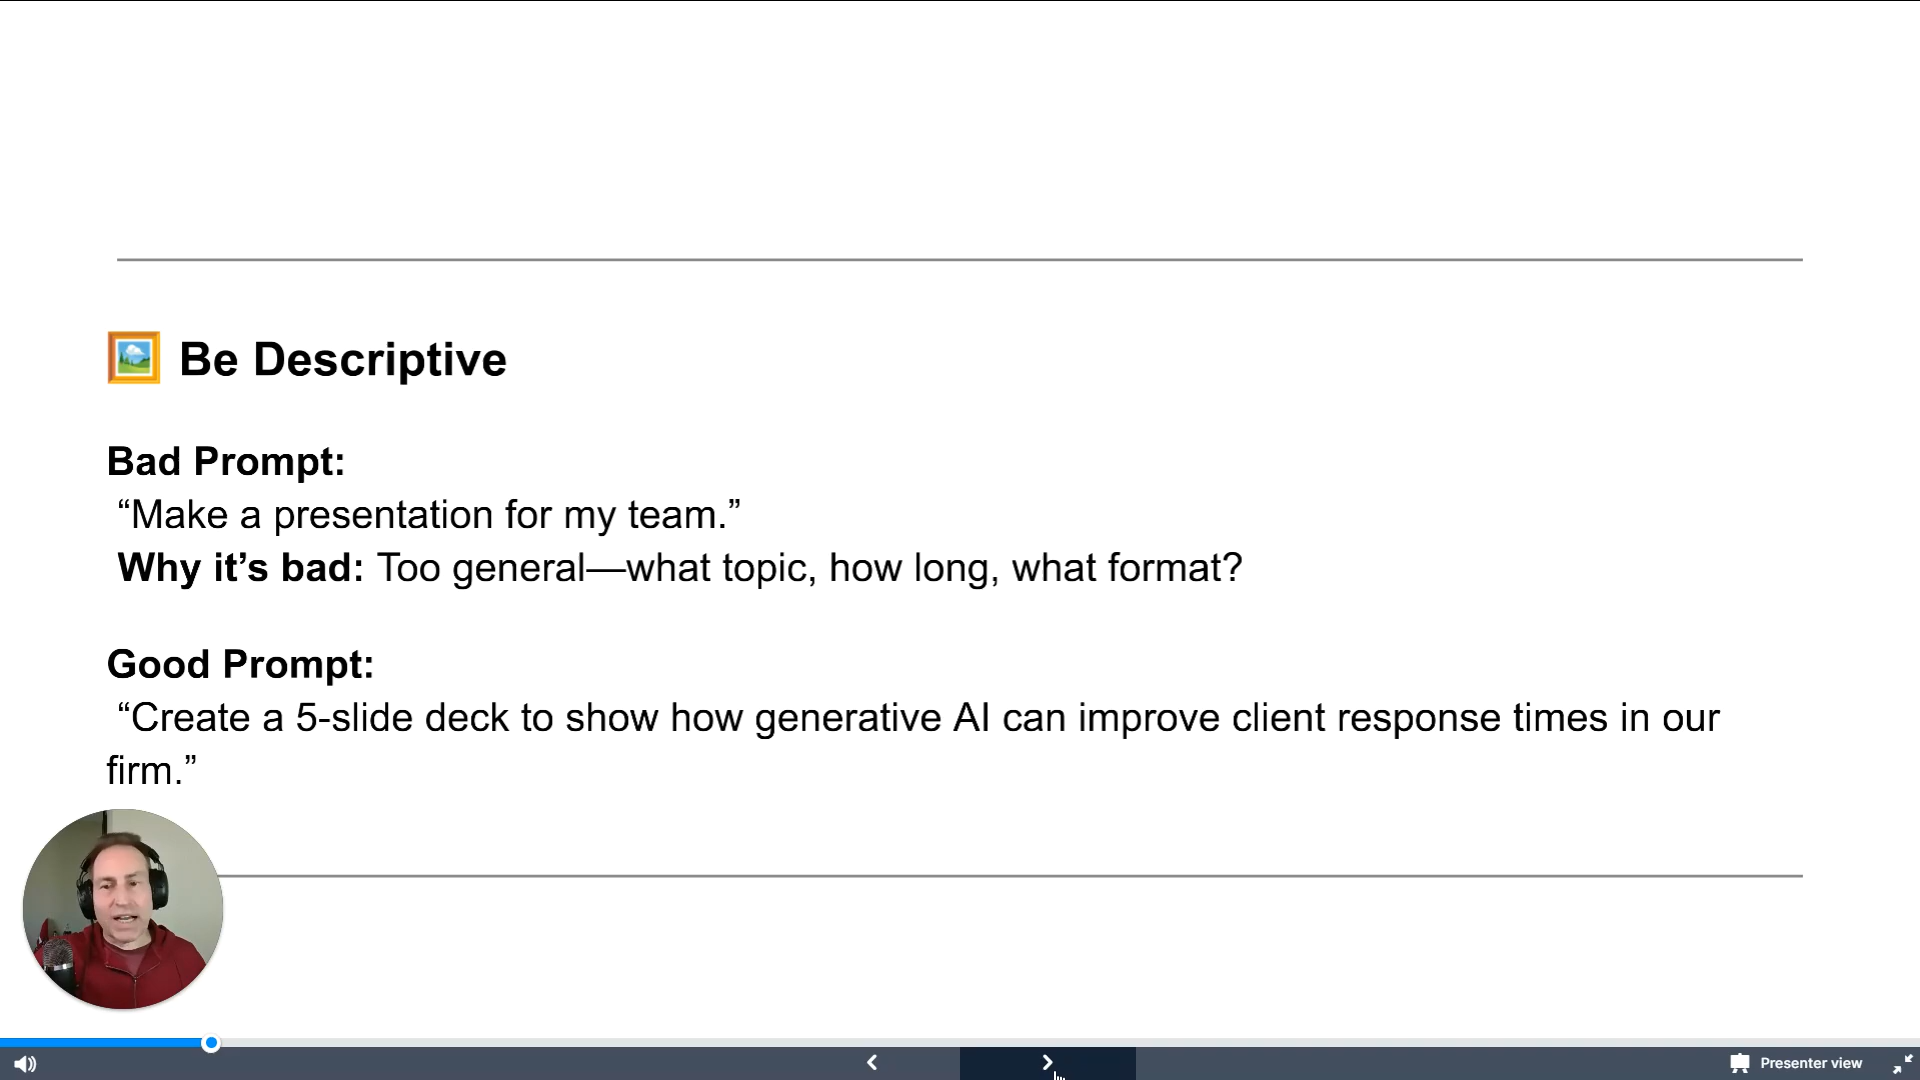 Be Descriptive
Bad Prompt:
“Make a presentation for my team.”
Why it’s bad: Too general—what topic, how long, what format?
Good Prompt:
“Create a 5-slide deck to show how generative AI can improve client response times in our
firm.”
Presenter view